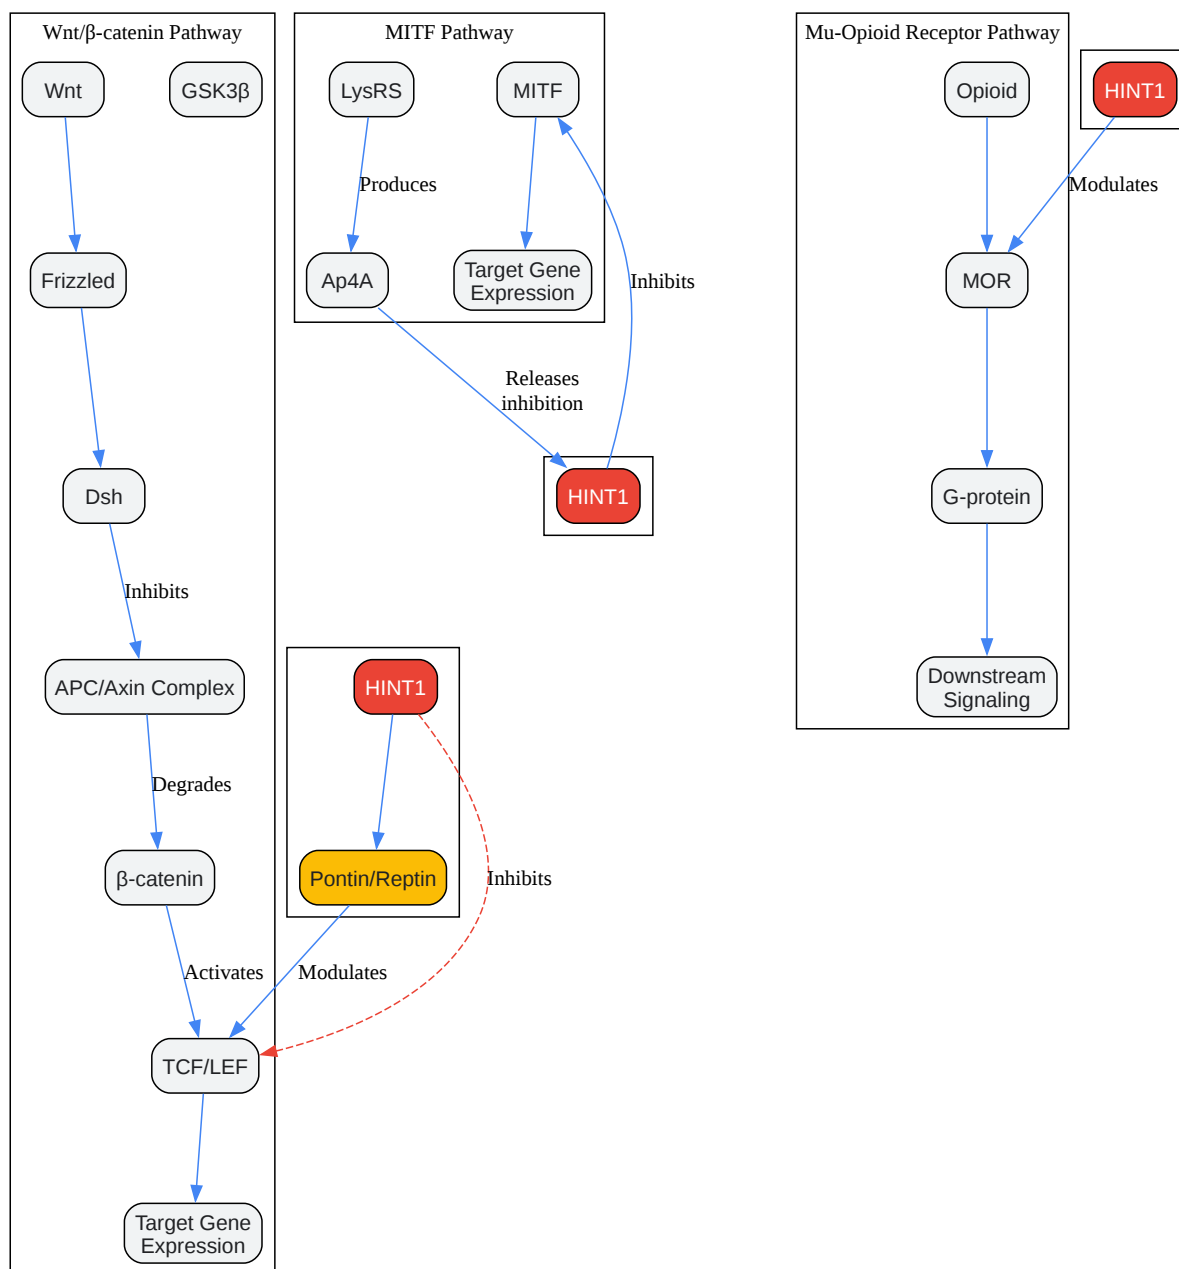 Wnt/β-catenin Pathway
Wnt
GSK3β
Frizzled
Dsh
Inhibits
APC/Axin Complex
Degrades
β-catenin
Activates
TCF/LEF
Target Gene
Expression
MITF Pathway
LysRS
MITF
Produces
Ap4A
Target Gene
Expression
Inhibits
Releases
inhibition
HINT1
HINT1
Pontin/Reptin
Inhibits
Modulates
Mu-Opioid Receptor Pathway
Opioid
HINT1
Modulates
MOR
G-protein
Downstream
Signaling